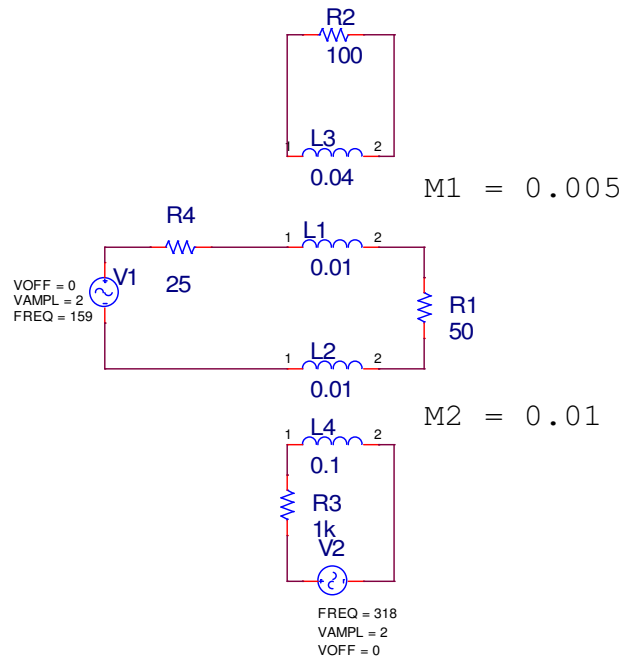 R2
100
1 L3 2
0.04
M1 = 0.005
R4
1 L1 2
25
0.01
V1
VOFF = 0
VAMPL = 2
FREQ = 159
R1
50
1 L2 2
0.01
M2 = 0.01
1 L4 2
0.1
R3
1k
V2
FREQ = 318
VAMPL = 2
VOFF = 0